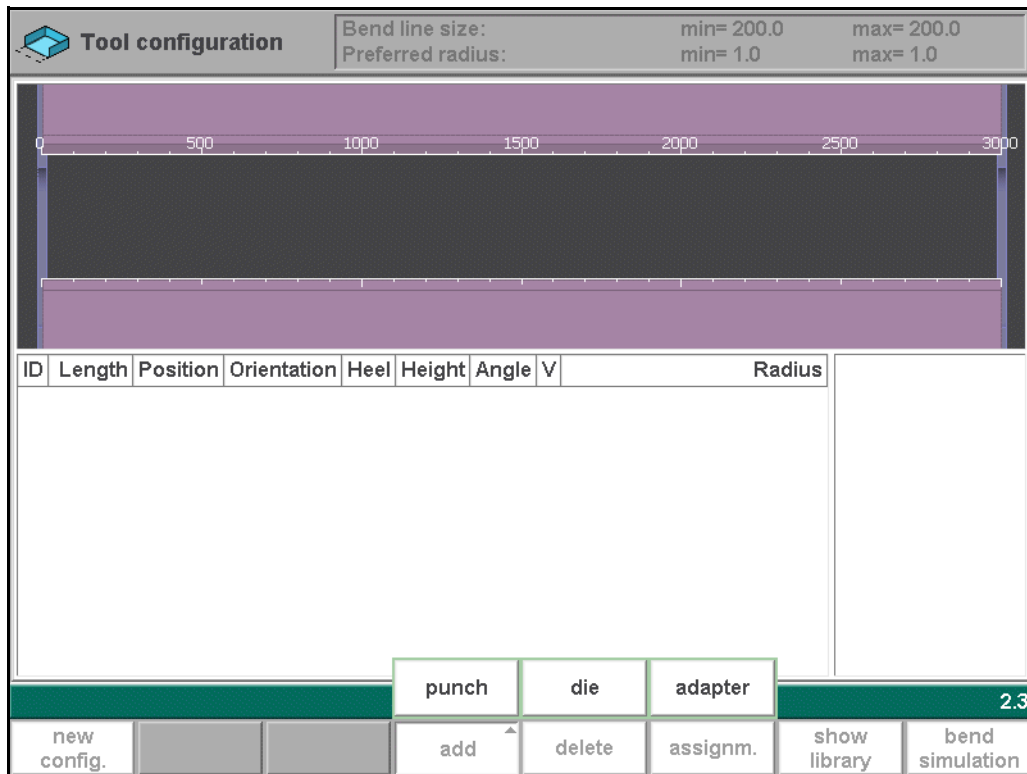 Tool configuration
Bend line size: min= 200.0 max= 200.0
Preferred radius: min= 1.0 max= 1.0
0 500 1000 1500 2000 2500 3000
ID Length Position Orientation Heel Height Angle V Radius
punch die adapter
2.3
new config. add delete assignm. show library bend simulation